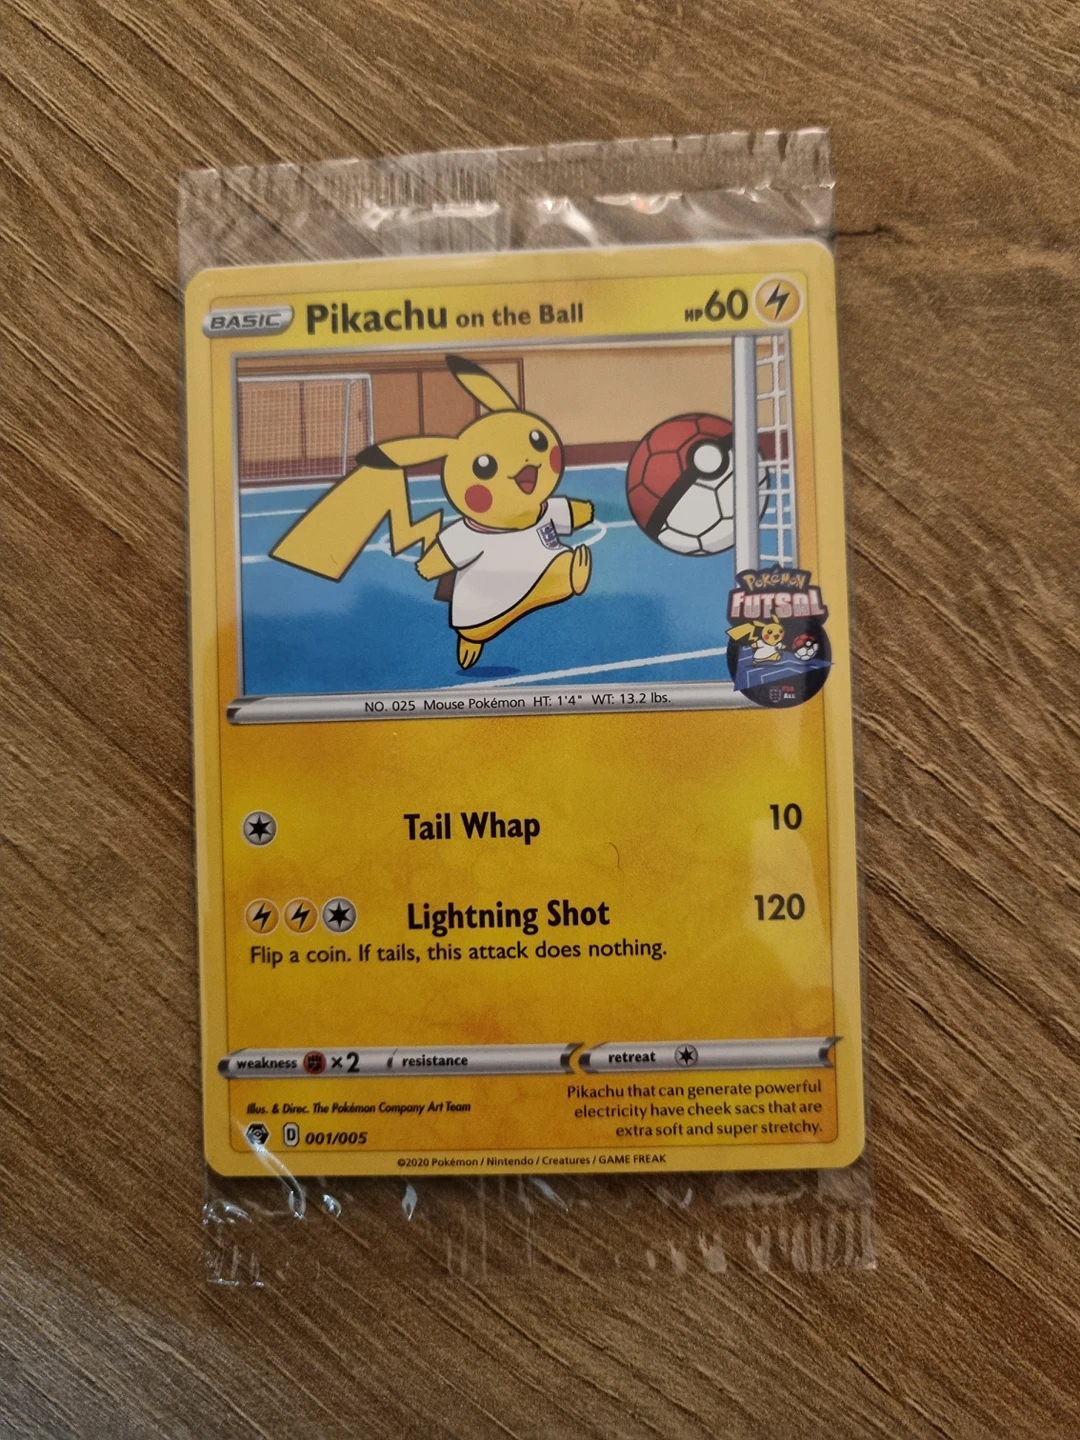 BASIC Pikachu on the Ball HP60
POKéMON
FUTSAL
FOR
ALL
NO. 025 Mouse Pokémon HT: 1'4" WT: 13.2 lbs.
Tail Whap 10
Lightning Shot 120
Flip a coin. If tails, this attack does nothing.
weakness ×2 resistance retreat
Illus. & Direc. The Pokémon Company Art Team
D 001/005
Pikachu that can generate powerful
electricity have cheek sacs that are
extra soft and super stretchy.
©2020 Pokémon / Nintendo / Creatures / GAME FREAK